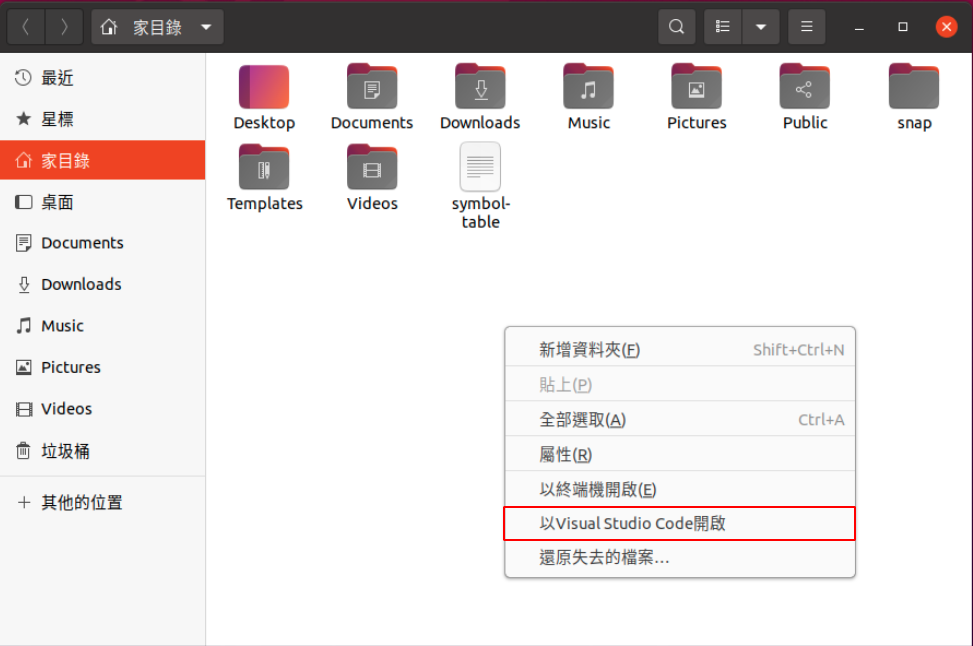 家目錄
最近
星標
家目錄
桌面
Documents
Downloads
Music
Pictures
Videos
垃圾桶
其他的位置
Desktop
Documents
Downloads
Music
Pictures
Public
snap
Templates
Videos
symbol-
table
新增資料夾(F) Shift+Ctrl+N
貼上(P)
全部選取(A) Ctrl+A
屬性(R)
以終端機開啟(E)
以Visual Studio Code開啟
還原失去的檔案...